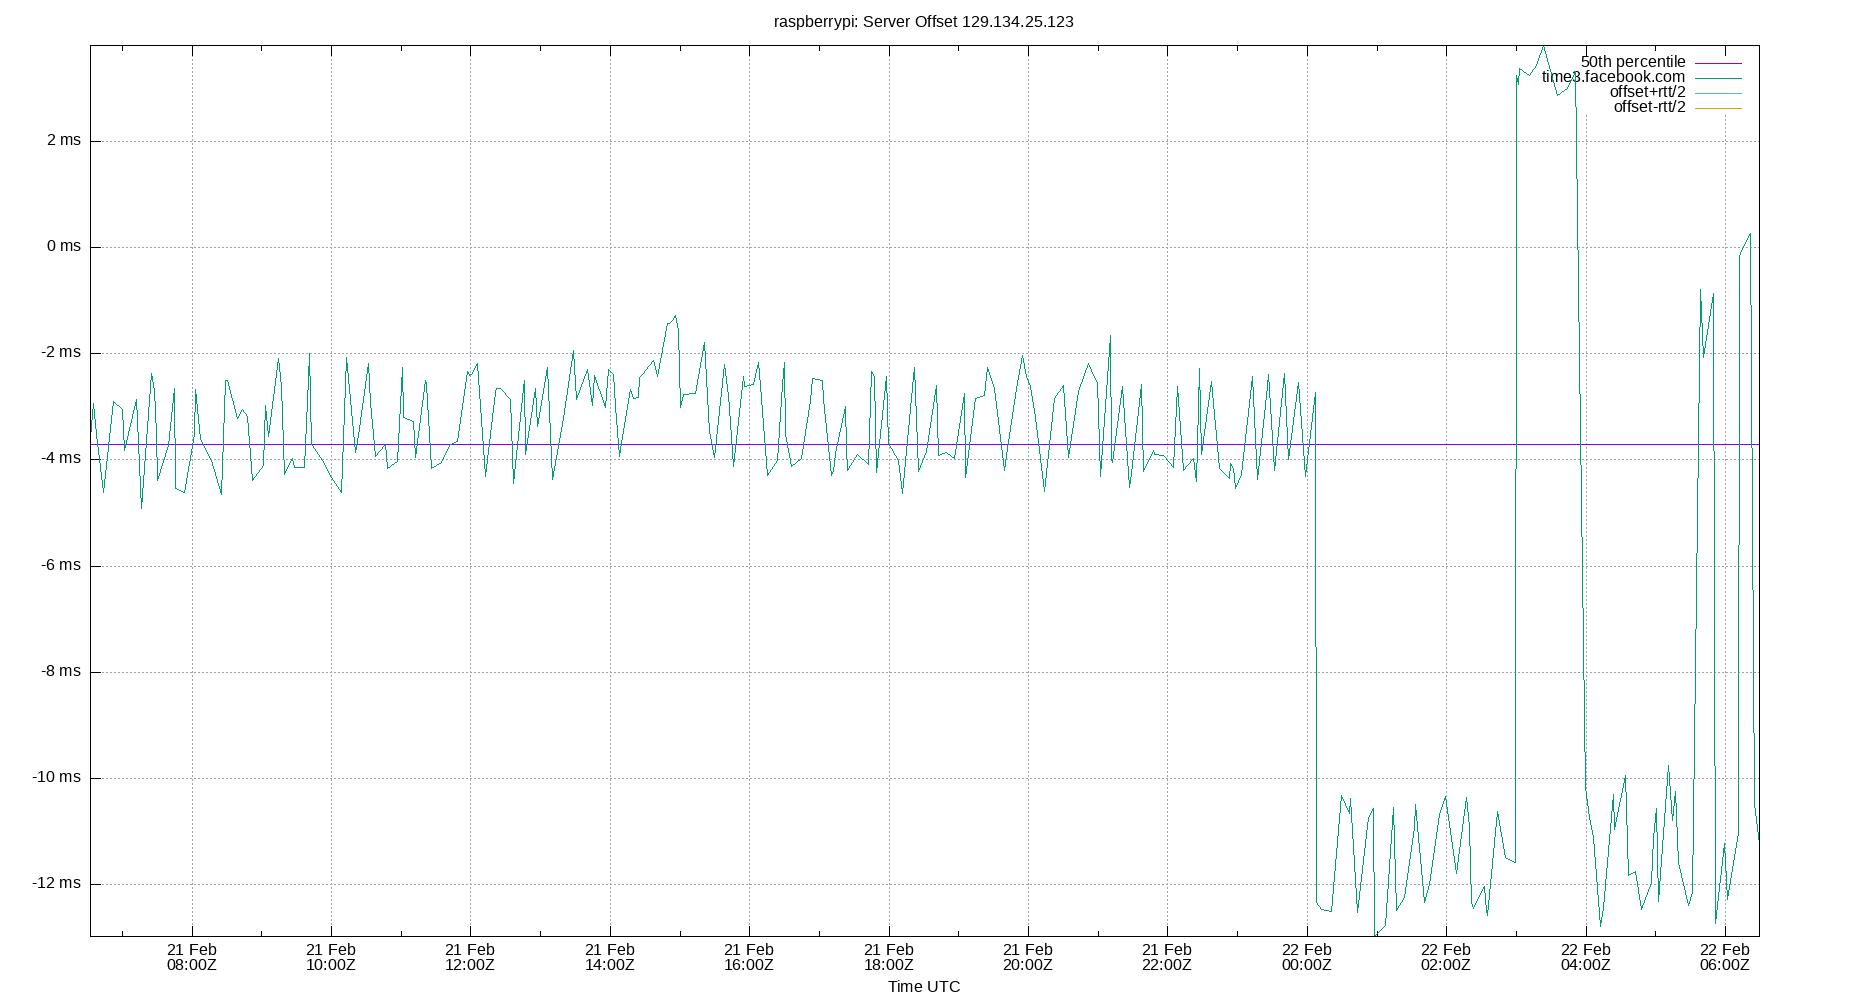 raspberrypi: Server Offset 129.134.25.123
50th percentile
time3.facebook.com
offset+rtt/2
offset-rtt/2
2 ms
0 ms
-2 ms
-4 ms
-6 ms
-8 ms
-10 ms
-12 ms
21 Feb 21 Feb 21 Feb 21 Feb 21 Feb 21 Feb 21 Feb 21 Feb 22 Feb 22 Feb 22 Feb 22 Feb
08:00Z 10:00Z 12:00Z 14:00Z 16:00Z 18:00Z 20:00Z 22:00Z 00:00Z 02:00Z 04:00Z 06:00Z
Time UTC